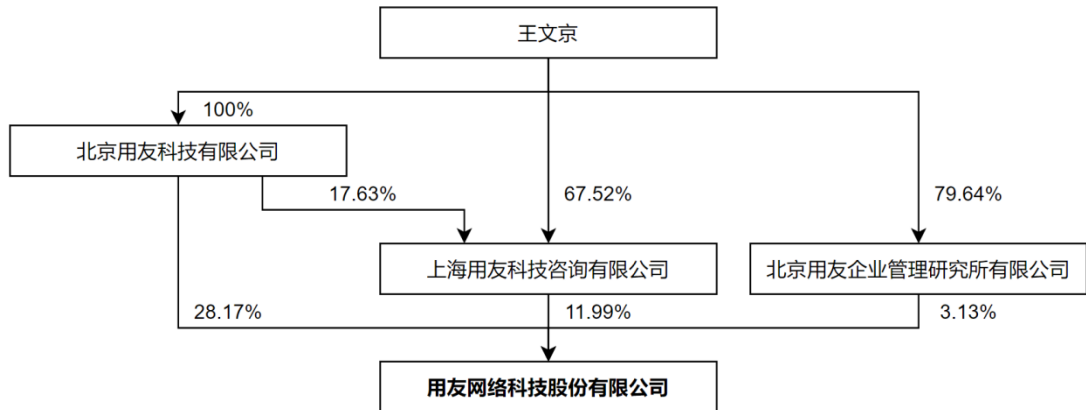 王文京
100%
北京用友科技有限公司
17.63%
67.52%
79.64%
上海用友科技咨询有限公司
北京用友企业管理研究所有限公司
28.17%
11.99%
3.13%
用友网络科技股份有限公司